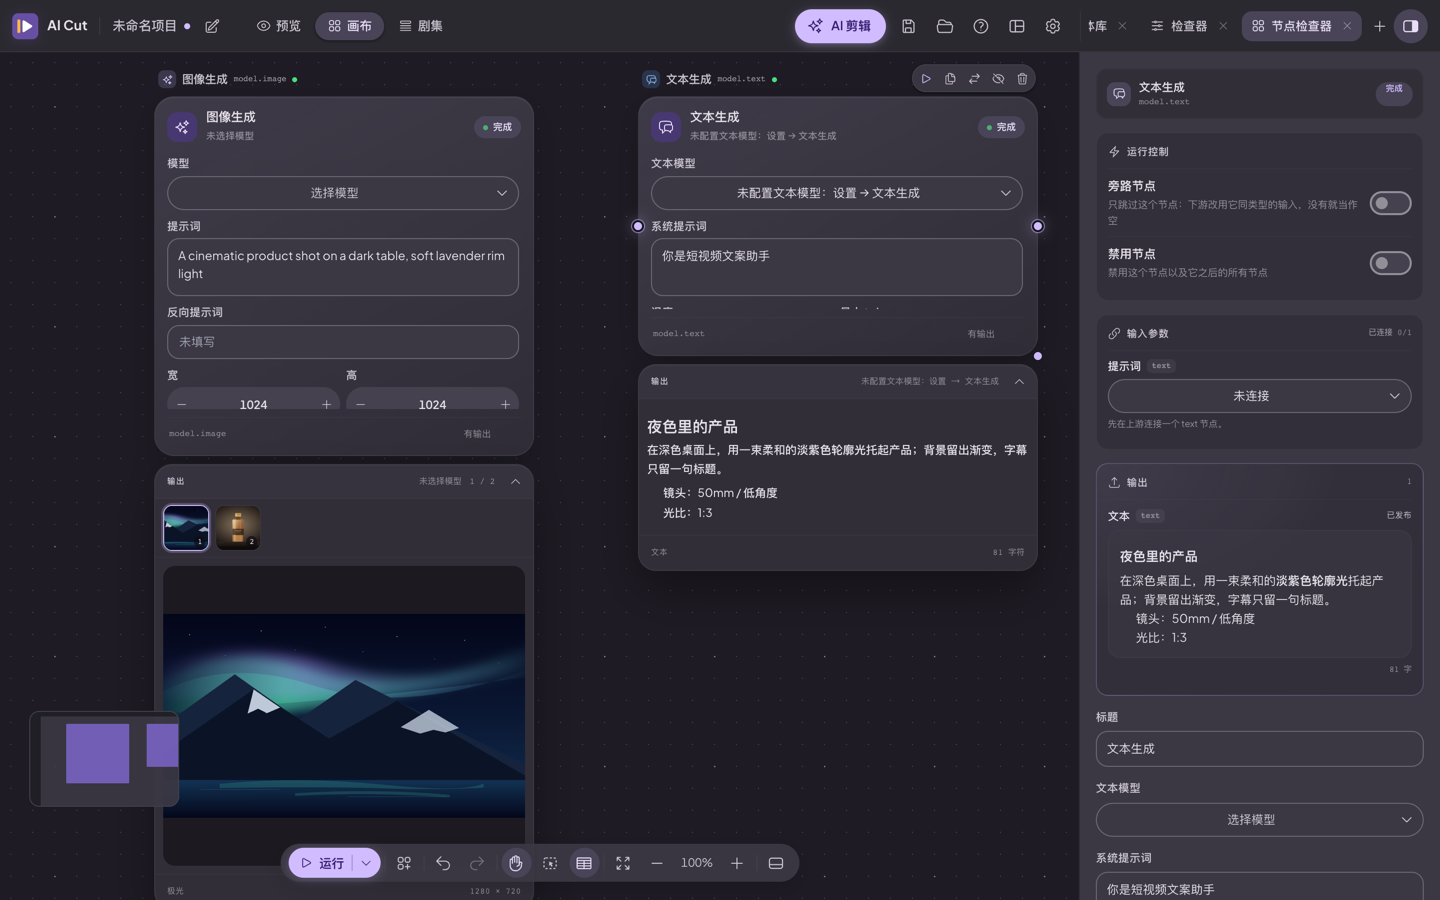 AI Cut
未命名项目
预览
画布
剧集
AI 剪辑
本库
检查器
节点检查器
图像生成 model.image
图像生成
未选择模型
完成
模型
选择模型
提示词
A cinematic product shot on a dark table, soft lavender rim
light
反向提示词
未填写
宽
高
1024
1024
model.image
有输出
输出
未选择模型 1 / 2
1
2
极光
1280 × 720
文本生成 model.text
文本生成
未配置文本模型：设置 → 文本生成
完成
文本模型
未配置文本模型：设置 → 文本生成
系统提示词
你是短视频文案助手
model.text
有输出
输出
未配置文本模型：设置 → 文本生成
夜色里的产品
在深色桌面上，用一束柔和的淡紫色轮廓光托起产品；背景留出渐变，字幕
只留一句标题。
镜头：50mm / 低角度
光比：1:3
文本
81 字符
运行
100%
文本生成
model.text
完成
运行控制
旁路节点
只跳过这个节点：下游改用它同类型的输入，没有就当作
空
禁用节点
禁用这个节点以及它之后的所有节点
输入参数
已连接 0/1
提示词 text
未连接
先在上游连接一个 text 节点。
输出
1
文本 text
已发布
夜色里的产品
在深色桌面上，用一束柔和的淡紫色轮廓光托起产
品；背景留出渐变，字幕只留一句标题。
镜头：50mm / 低角度
光比：1:3
81 字
标题
文本生成
文本模型
选择模型
系统提示词
你是短视频文案助手